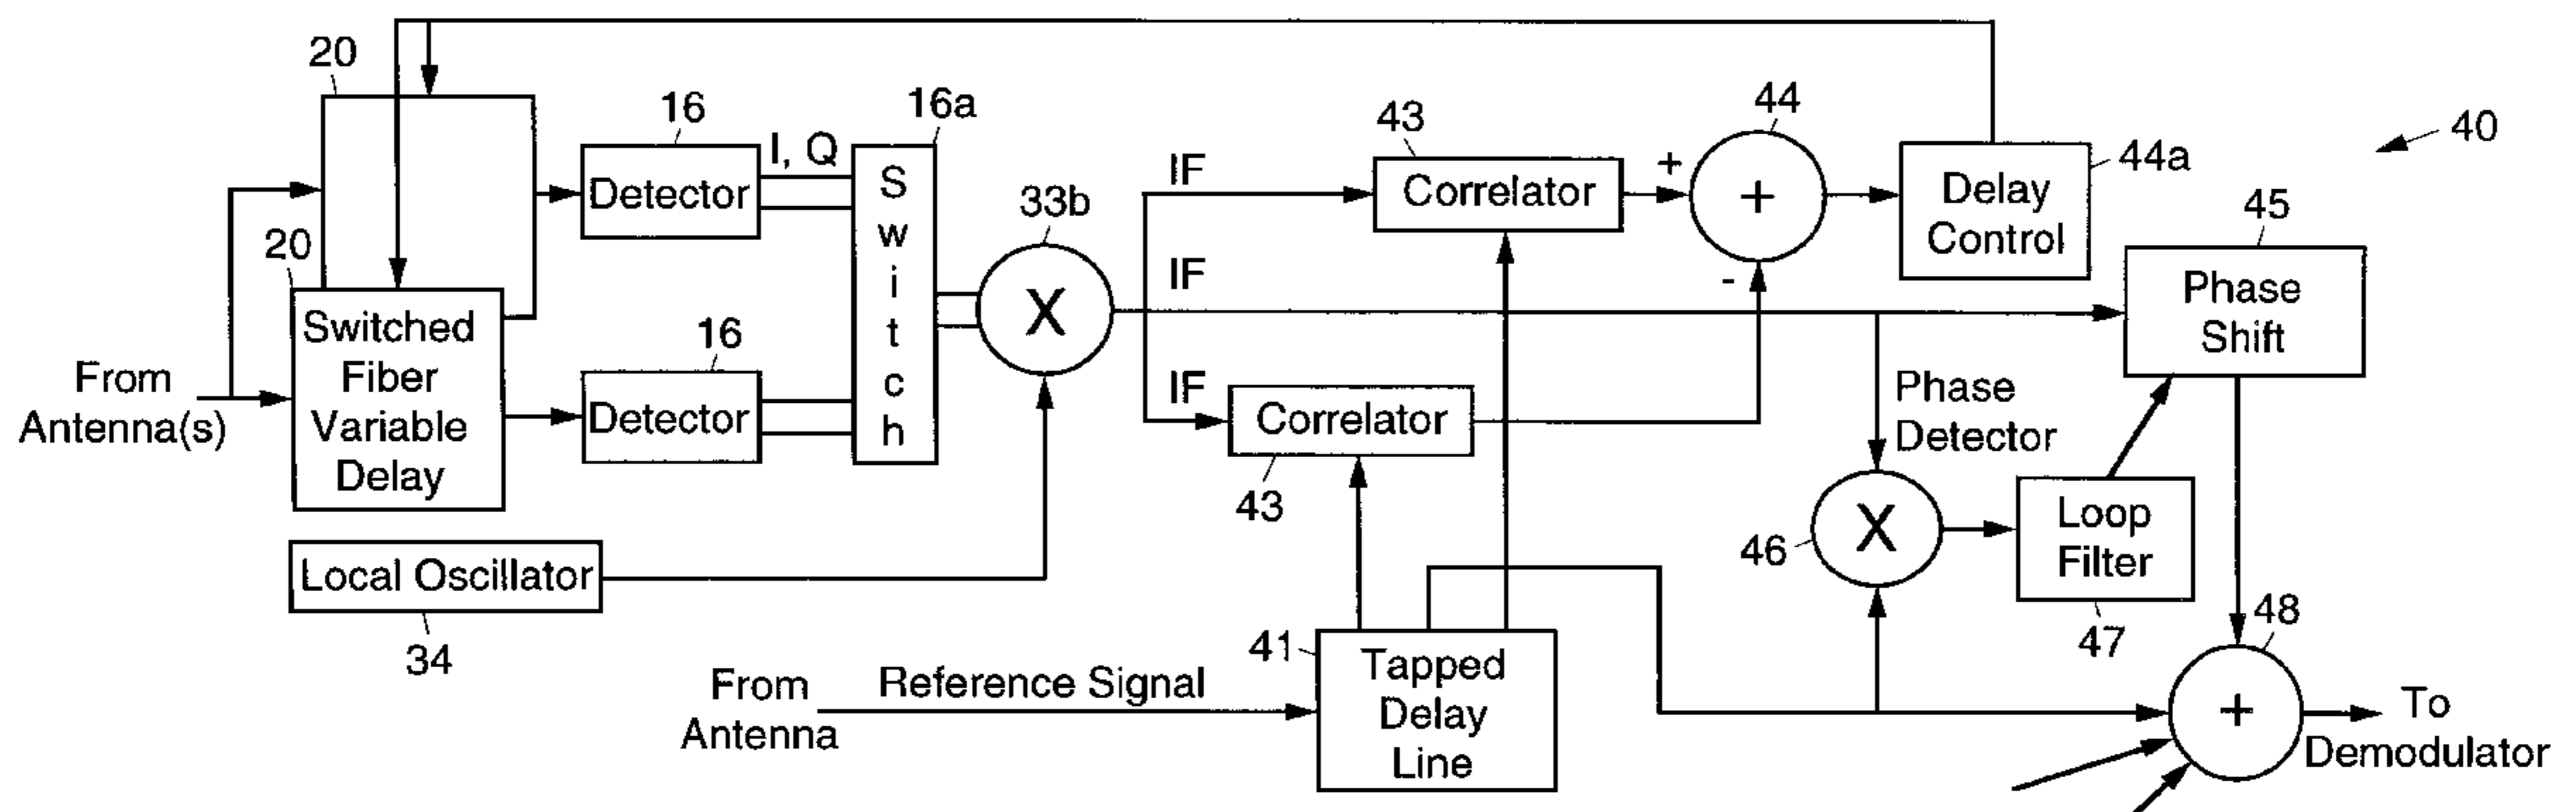 20
16
I, Q
16a
33b
IF
43
Correlator
+
44
+
Delay
Control
44a
40
45
Phase
Shift
Detector
Switch
20
Switched
Fiber
Variable
Delay
From
Antenna(s)
16
Detector
X
IF
-
IF
Correlator
43
Phase
Detector
46
X
Loop
Filter
47
48
Local Oscillator
34
From
Antenna
Reference Signal
41
Tapped
Delay
Line
+
To
Demodulator